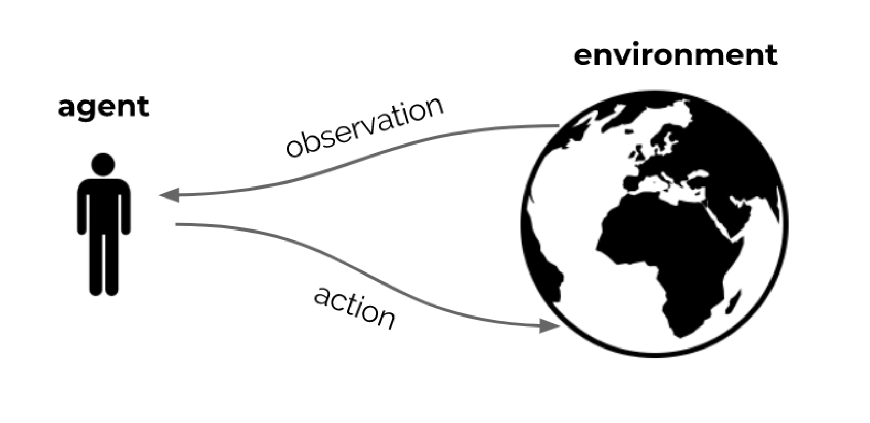 environment
agent
observation
action